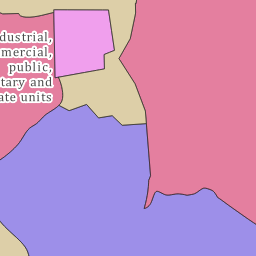 dustrial,
mercial,
public,
tary and
ate units